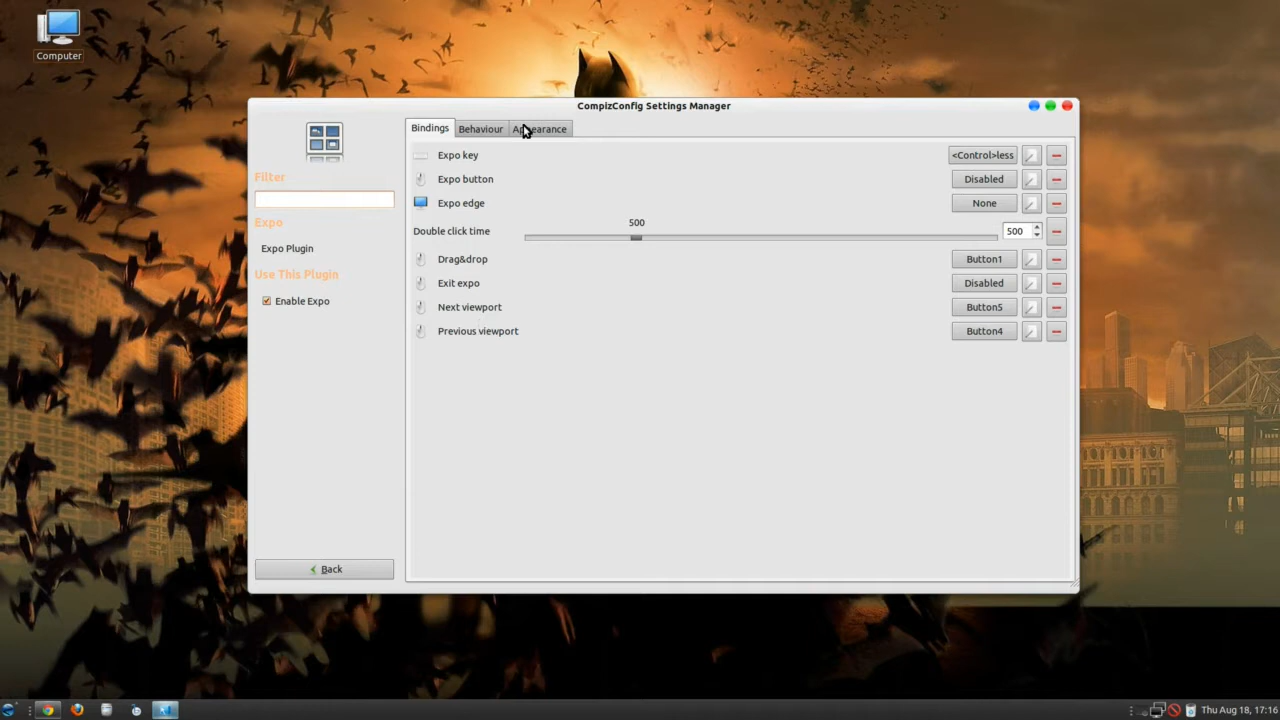 Computer
CompizConfig Settings Manager
Bindings Behaviour Appearance
Filter
Expo
Expo Plugin
Use This Plugin
Enable Expo
Back
Expo key <Control>less
Expo button Disabled
Expo edge None
500
Double click time 500
Drag&drop Button1
Exit expo Disabled
Next viewport Button5
Previous viewport Button4
Thu Aug 18, 17:16